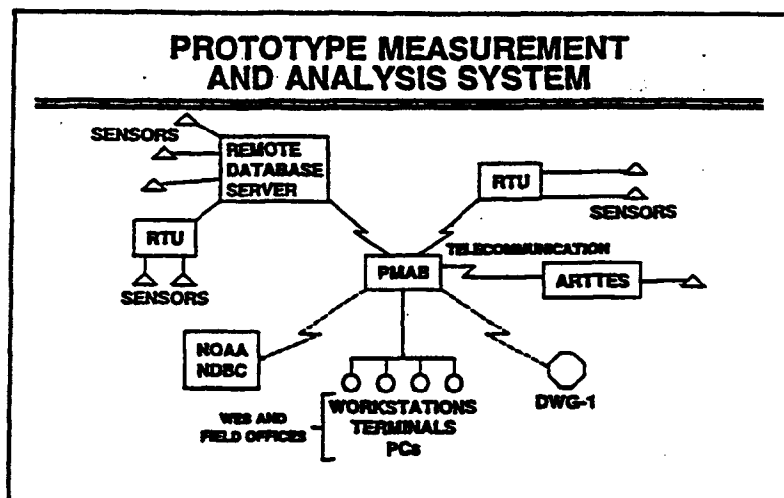 PROTOTYPE MEASUREMENT
AND ANALYSIS SYSTEM
SENSORS
REMOTE
DATABASE
SERVER
RTU
SENSORS
RTU
SENSORS
TELECOMMUNICATION
PMAB
ARTTES
NOAA
NDBC
DWG-1
WES AND
FIELD OFFICES
WORKSTATIONS
TERMINALS
PCs